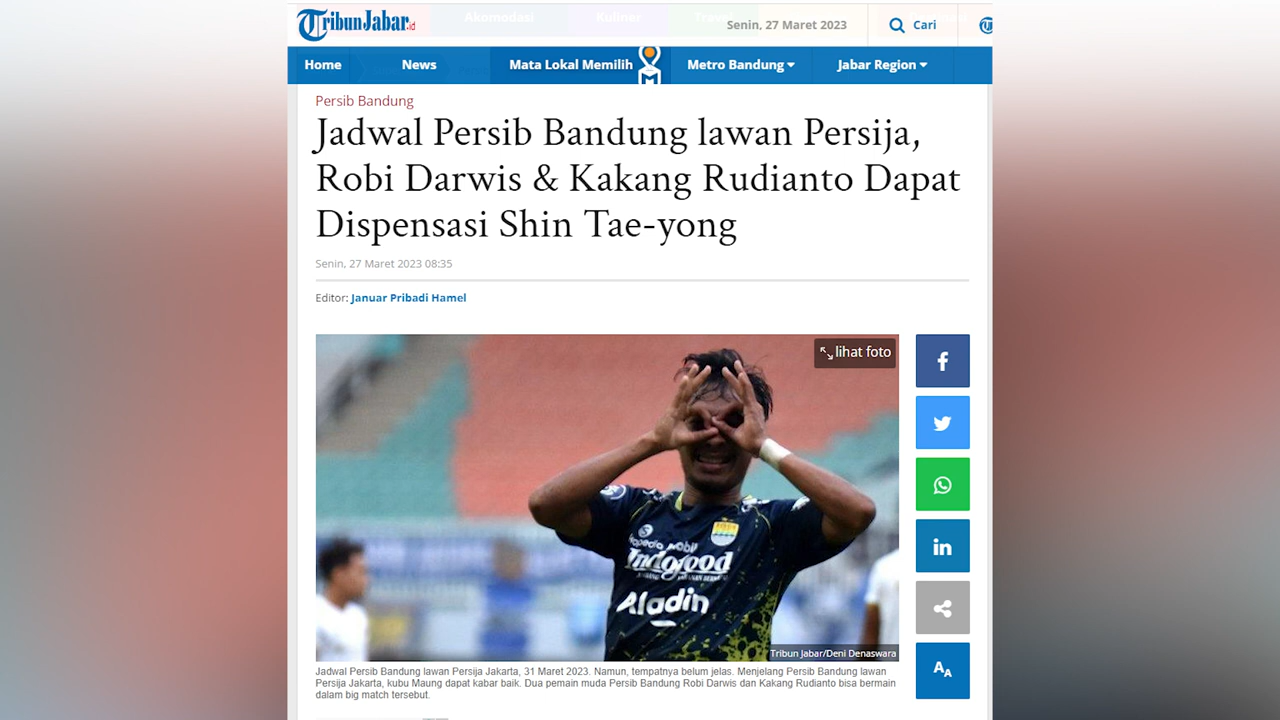 TribunJabar.id
Akomodasi
Kuliner
Senin, 27 Maret 2023
Cari
Home
News
Mata Lokal Memilih
Metro Bandung
Jabar Region
Persib Bandung
Jadwal Persib Bandung lawan Persija,
Robi Darwis & Kakang Rudianto Dapat
Dispensasi Shin Tae-yong
Senin, 27 Maret 2023 08:35
Editor: Januar Pribadi Hamel
lihat foto
Indofood
Aladin
Tribun Jabar/Deni Denaswara
Jadwal Persib Bandung lawan Persija Jakarta, 31 Maret 2023. Namun, tempatnya belum jelas. Menjelang Persib Bandung lawan
Persija Jakarta, kubu Maung dapat kabar baik. Dua pemain muda Persib Bandung Robi Darwis dan Kakang Rudianto bisa bermain
dalam big match tersebut.